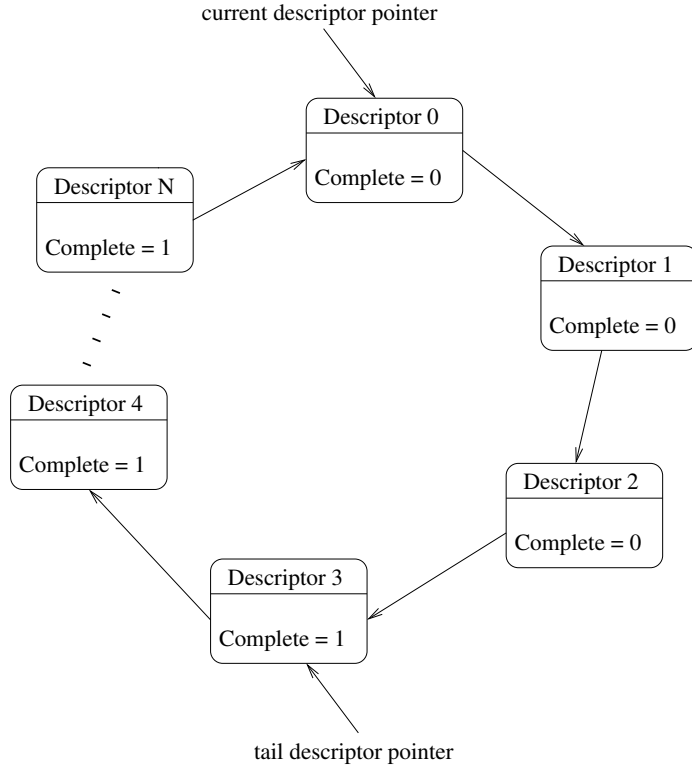 current descriptor pointer
Descriptor 0
Complete = 0
Descriptor N
Complete = 1
Descriptor 1
Complete = 0
Descriptor 4
Complete = 1
Descriptor 2
Complete = 0
Descriptor 3
Complete = 1
tail descriptor pointer